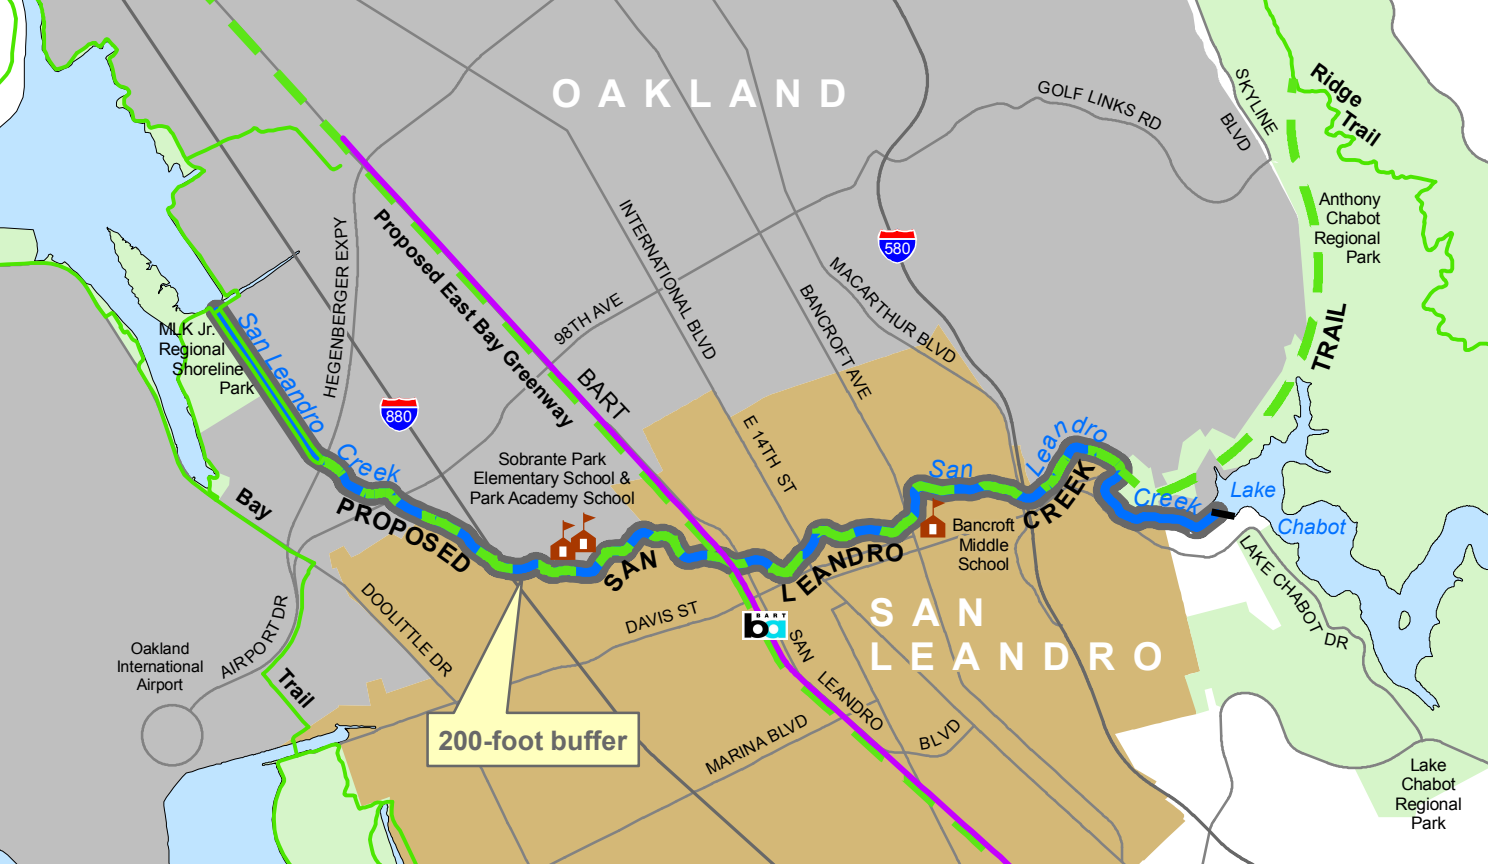 OAKLAND
GOLF LINKS RD
SKYLINE
BLVD
Ridge
Trail
Anthony
Chabot
Regional
Park
TRAIL
580
INTERNATIONAL BLVD
HEGENBERGER EXPY
Proposed East Bay Greenway
98TH AVE
MACARTHUR BLVD
BANCROFT AVE
BART
MLK Jr.
Regional
Shoreline
Park
San Leandro
Creek
880
E 14TH ST
Sobrante Park
Elementary School &
Park Academy School
San
Leandro
Creek
Lake
Chabot
Bay
PROPOSED
SAN
LEANDRO
CREEK
Bancroft
Middle
School
LAKE CHABOT DR
DOOLITTLE DR
DAVIS ST
AIRPORT DR
BART
ba
SAN
LEANDRO
BLVD
SAN
LEANDRO
Oakland
International
Airport
Trail
200-foot buffer
MARINA BLVD
Lake
Chabot
Regional
Park